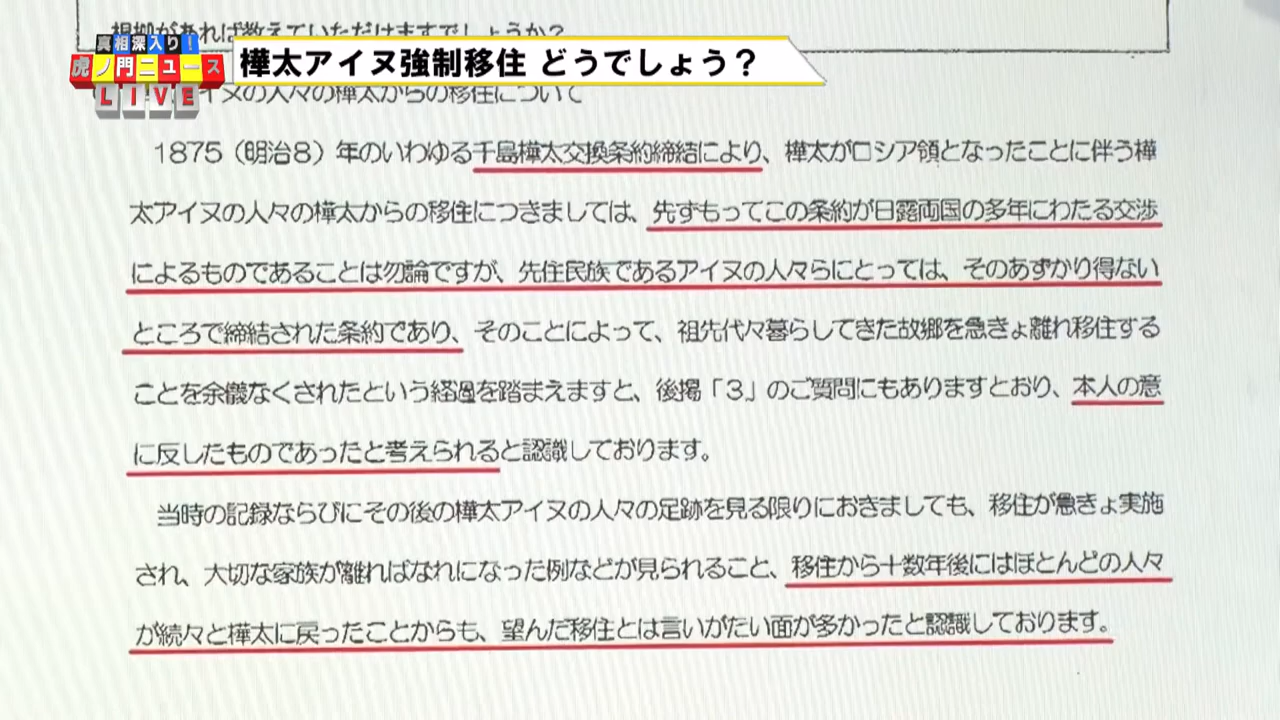 根拠があれば教えていただけますでしょうか?
真相深入り!
虎ノ門ニュース
LIVE
樺太アイヌ強制移住 どうでしょう?
イヌの人々の樺太からの移住について
1875(明治8)年のいわゆる千島樺太交換条約締結により、樺太がロシア領となったことに伴う樺
太アイヌの人々の樺太からの移住につきましては、先ずもってこの条約が日露両国の多年にわたる交渉
によるものであることは勿論ですが、先住民族であるアイヌの人々らにとっては、そのあずかり得ない
ところで締結された条約であり、そのことによって、祖先代々暮らしてきた故郷を急きょ離れ移住する
ことを余儀なくされたという経過を踏まえますと、後掲「3」のご質問にもありますとおり、本人の意
に反したものであったと考えられると認識しております。
当時の記録ならびにその後の樺太アイヌの人々の足跡を見る限りにおきましても、移住が急きょ実施
され、大切な家族が離ればなれになった例などが見られること、移住から十数年後にはほとんどの人々
が続々と樺太に戻ったことからも、望んだ移住とは言いがたい面が多かったと認識しております。